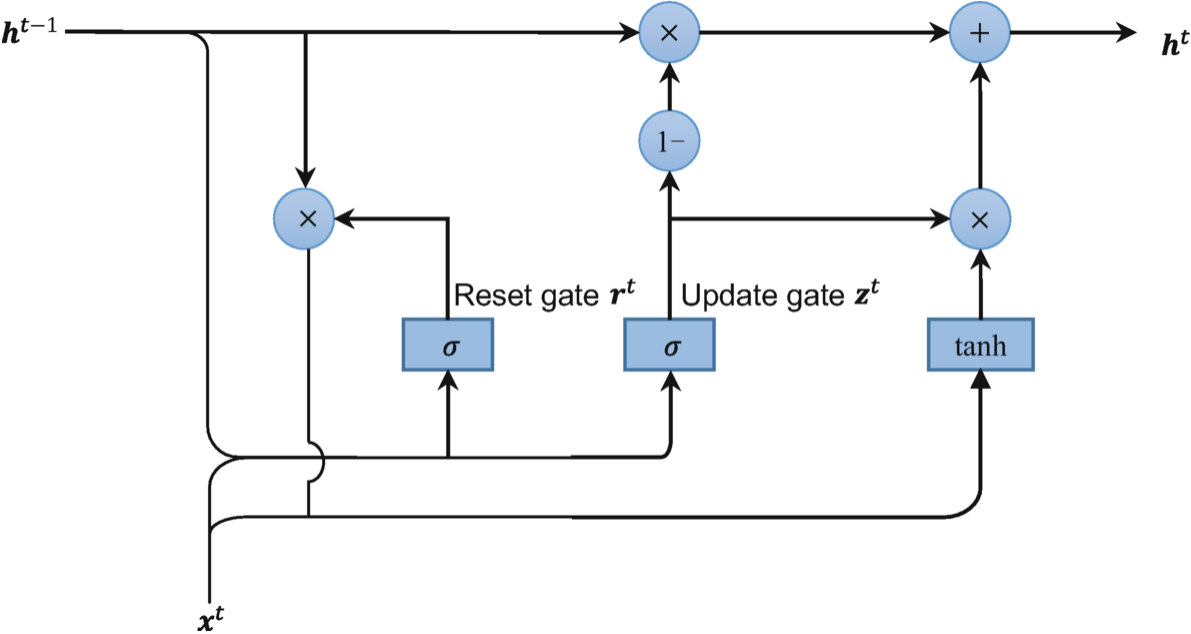 h^{t−1}
×
+
h^t
1−
×
×
Reset gate r^t
Update gate z^t
σ
σ
tanh
x^t